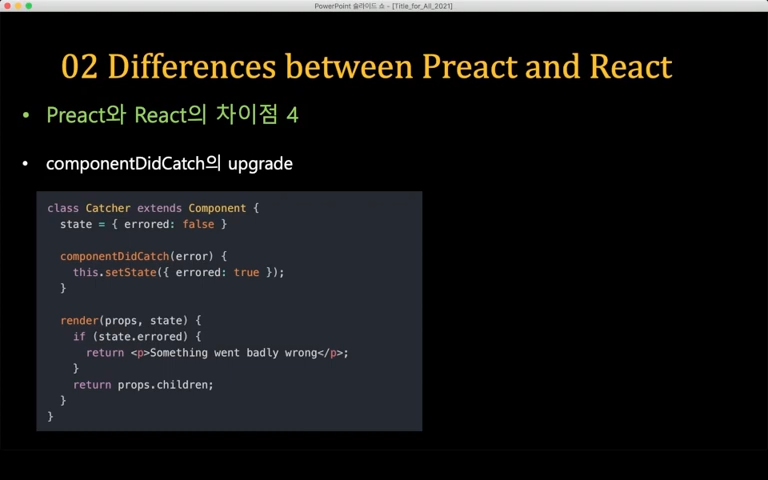 PowerPoint 슬라이드 쇼 - [Title_for_All_2021]
02 Differences between Preact and React
• Preact와 React의 차이점 4
• componentDidCatch의 upgrade
class Catcher extends Component {
  state = { errored: false }
  componentDidCatch(error) {
    this.setState({ errored: true });
  }
  render(props, state) {
    if (state.errored) {
      return <p>Something went badly wrong</p>;
    }
    return props.children;
  }
}